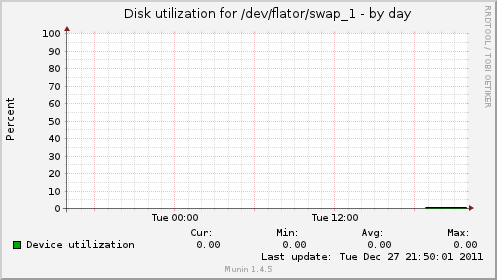 Disk utilization for /dev/flator/swap_1 - by day
RRDTOOL / TOBI OETIKER
Percent
100
90
80
70
60
50
40
30
20
10
0
Tue 00:00 Tue 12:00
Cur: Min: Avg: Max:
Device utilization 0.00 0.00 0.00 0.00
Last update: Tue Dec 27 21:50:01 2011
Munin 1.4.5